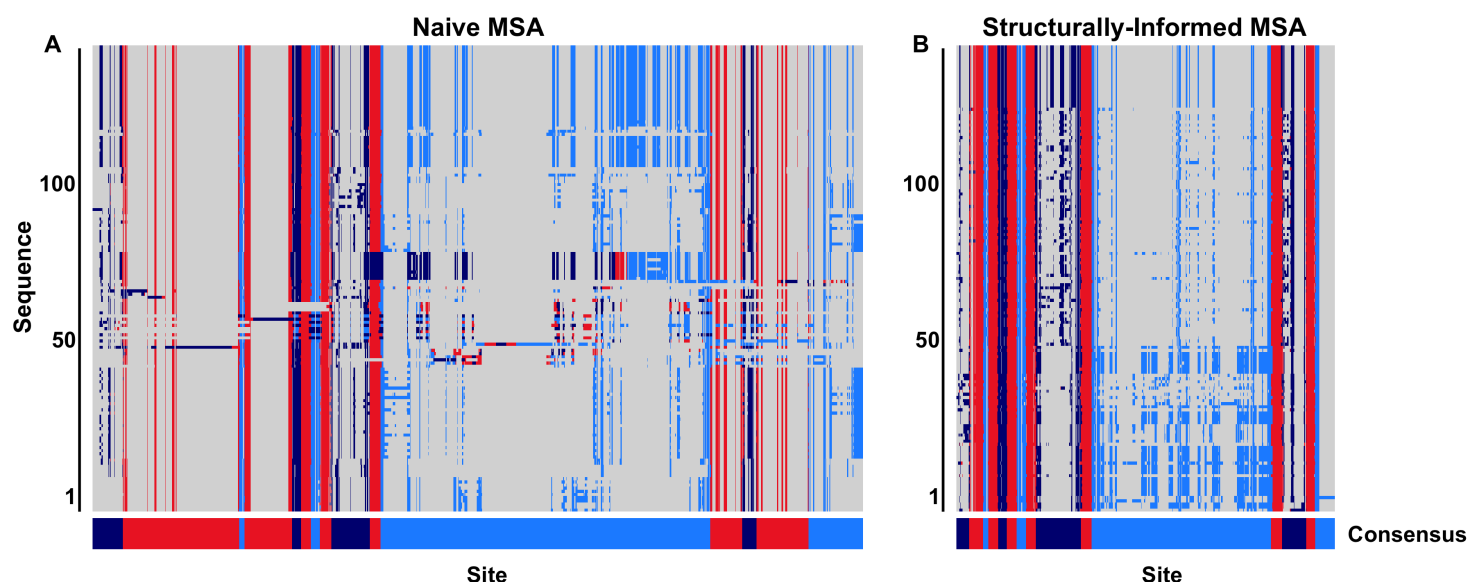 A
Naive MSA
Sequence
100
50
1
Site
B
Structurally-Informed MSA
100
50
1
Consensus
Site